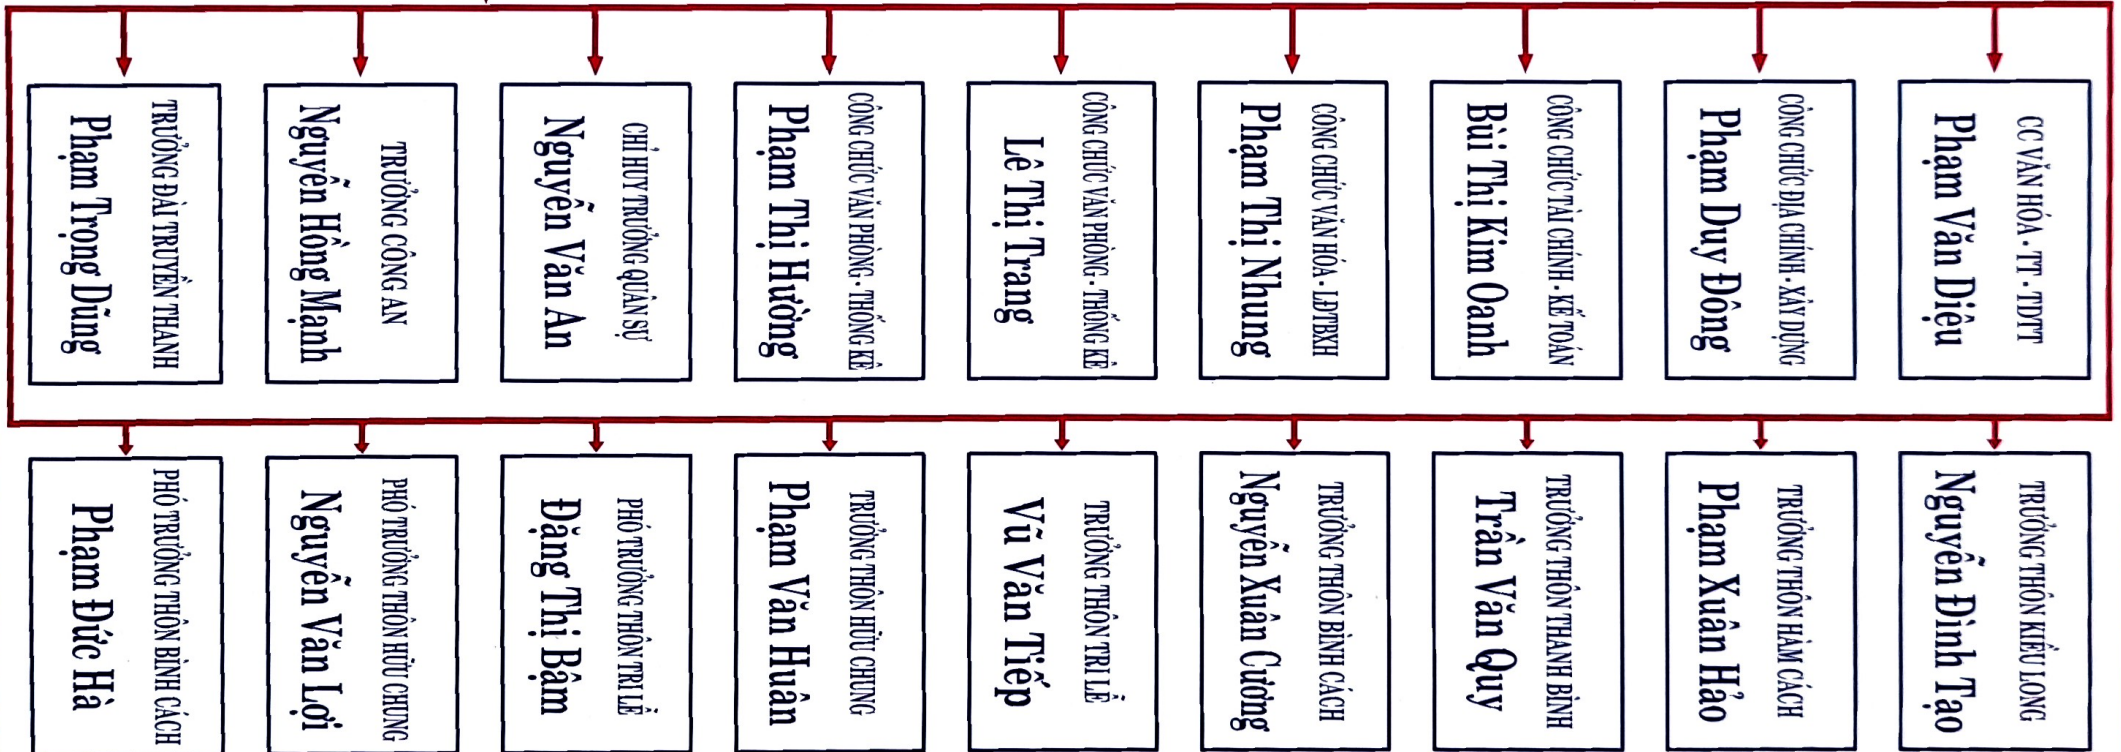 TRƯỞNG ĐÀI TRUYỀN THANH
Phạm Trọng Dũng
TRƯỞNG CÔNG AN
Nguyễn Hồng Mạnh
CHỈ HUY TRƯỞNG QUÂN SỰ
Nguyễn Văn An
CÔNG CHỨC VĂN PHÒNG - THỐNG KÊ
Phạm Thị Hường
CÔNG CHỨC VĂN PHÒNG - THỐNG KÊ
Lê Thị Trang
CÔNG CHỨC VĂN HÓA - LĐTBXH
Phạm Thị Nhung
CÔNG CHỨC TÀI CHÍNH - KẾ TOÁN
Bùi Thị Kim Oanh
CÔNG CHỨC ĐỊA CHÍNH - XÂY DỰNG
Phạm Duy Đông
CC VĂN HÓA - TT - TDTT
Phạm Văn Diệu
PHÓ TRƯỞNG THÔN BÌNH CÁCH
Phạm Đức Hà
PHÓ TRƯỞNG THÔN HỮU CHUNG
Nguyễn Văn Lợi
PHÓ TRƯỞNG THÔN TRI LỄ
Đặng Thị Bậm
TRƯỞNG THÔN HỮU CHUNG
Phạm Văn Huân
TRƯỞNG THÔN TRI LỄ
Vũ Văn Tiếp
TRƯỞNG THÔN BÌNH CÁCH
Nguyễn Xuân Cương
TRƯỞNG THÔN THANH BÌNH
Trần Văn Quy
TRƯỞNG THÔN HÀM CÁCH
Phạm Xuân Hảo
TRƯỞNG THÔN KIỀU LONG
Nguyễn Đình Tạo